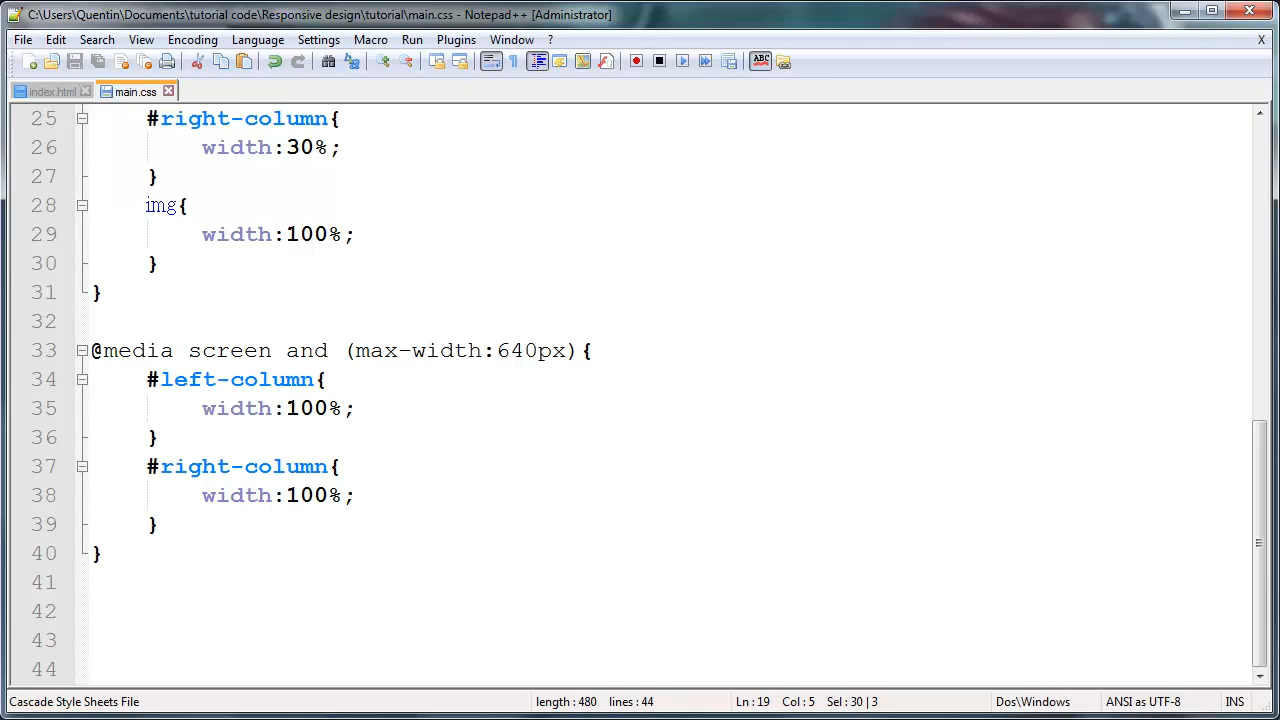 C:\Users\Quentin\Documents\tutorial code\Responsive design\tutorial\main.css - Notepad++ [Administrator]
File Edit Search View Encoding Language Settings Macro Run Plugins Window ? X
ABC
index.html main.css
25 #right-column{
26 width:30%;
27 }
28 img{
29 width:100%;
30 }
31 }
32
33 @media screen and (max-width:640px){
34 #left-column{
35 width:100%;
36 }
37 #right-column{
38 width:100%;
39 }
40 }
41
42
43
44
Cascade Style Sheets File length : 480 lines : 44 Ln : 19 Col : 5 Sel : 30 | 3 Dos\Windows ANSI as UTF-8 INS